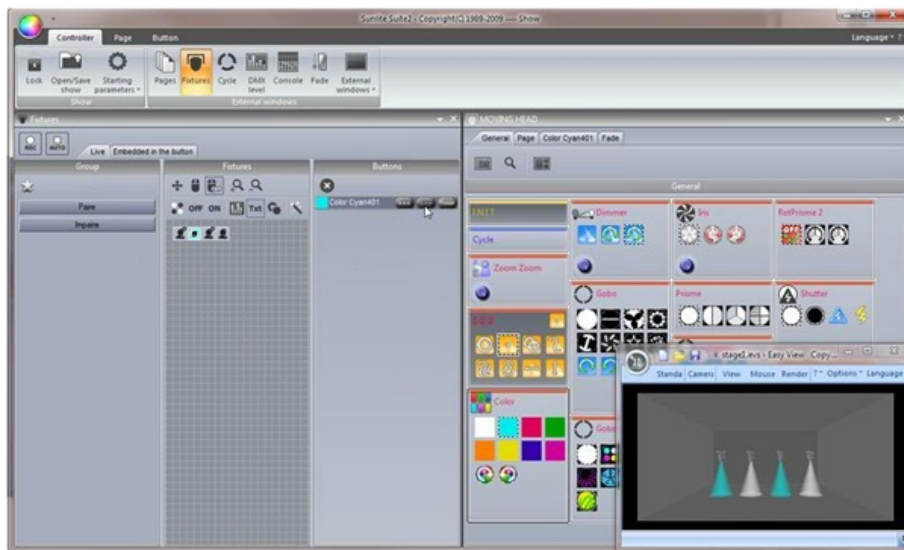 Sunlite Suite2 - Copyright(C) 1989-2009 ---- Show
Controller Page Button
Language ?
Lock Open/Save show Starting parameters Pages Fixtures Cycle DMX level Console Fade External windows
Show External windows
Fixtures
MOVING HEAD
REC AUTO Live Embedded in the button
General Page Color Cyan401 Fade
Group Fixtures Buttons
General
Paire
Impaire
OFF ON Txt
Color Cyan401
INIT
Cycle
Zoom Zoom
Color
Dimmer
Iris
RotPrisme 2
OFF
Gobo
Prisme
Shutter
Gobo
stage1.evs - Easy View Copy...
Standa Camera View Mouse Render ? Options Language